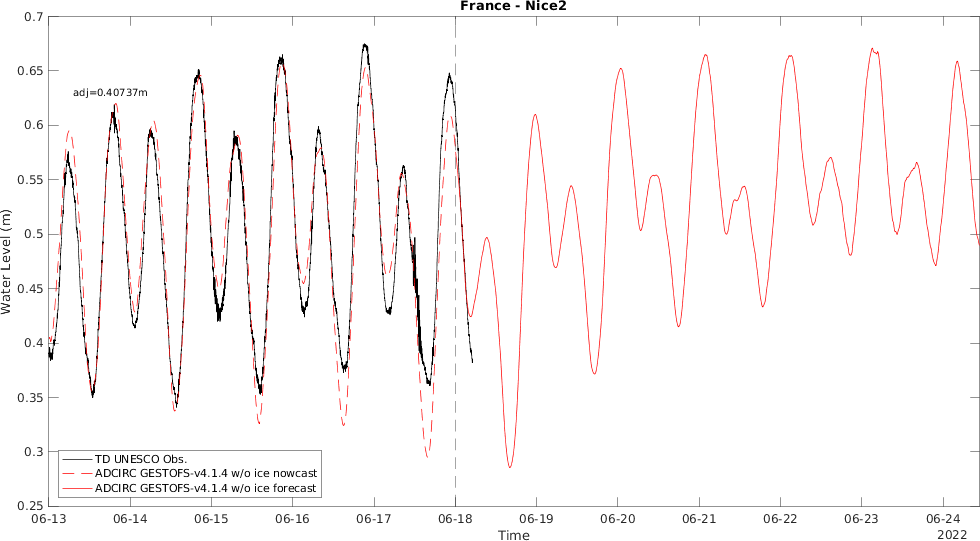 France - Nice2
0.7
0.65
0.6
0.55
0.5
0.45
0.4
0.35
0.3
0.25
Water Level (m)
adj=0.40737m
TD UNESCO Obs.
ADCIRC GESTOFS-v4.1.4 w/o ice nowcast
ADCIRC GESTOFS-v4.1.4 w/o ice forecast
06-13 06-14 06-15 06-16 06-17 06-18 06-19 06-20 06-21 06-22 06-23 06-24
Time
2022